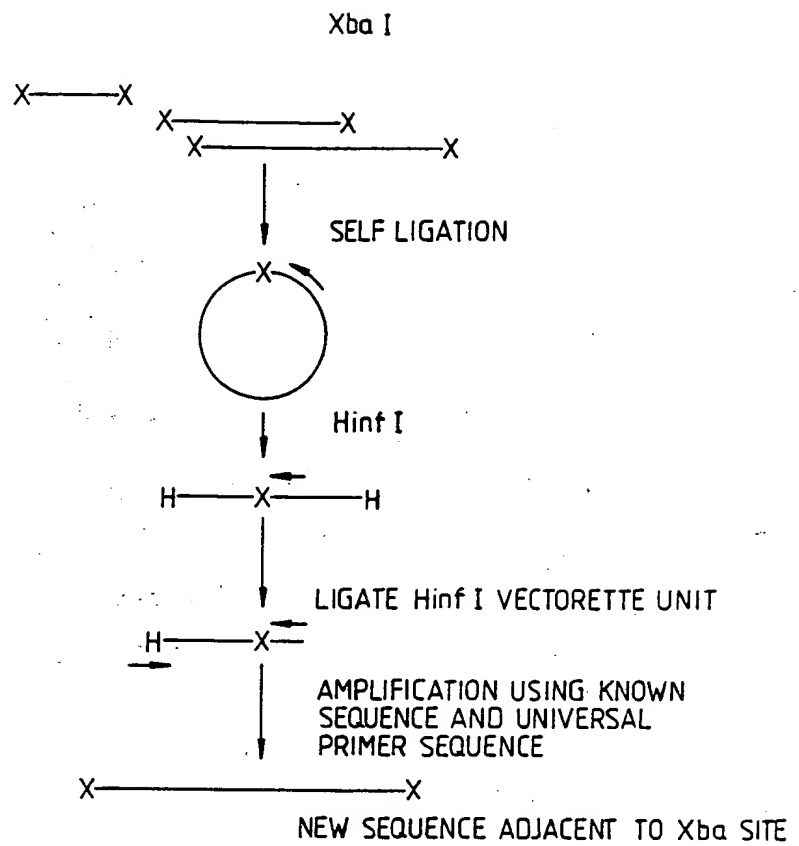 Xba I
X X
X X
X X
SELF LIGATION
X
Hinf I
H X H
LIGATE Hinf I VECTORETTE UNIT
H X
AMPLIFICATION USING KNOWN
SEQUENCE AND UNIVERSAL
PRIMER SEQUENCE
X X
NEW SEQUENCE ADJACENT TO Xba SITE